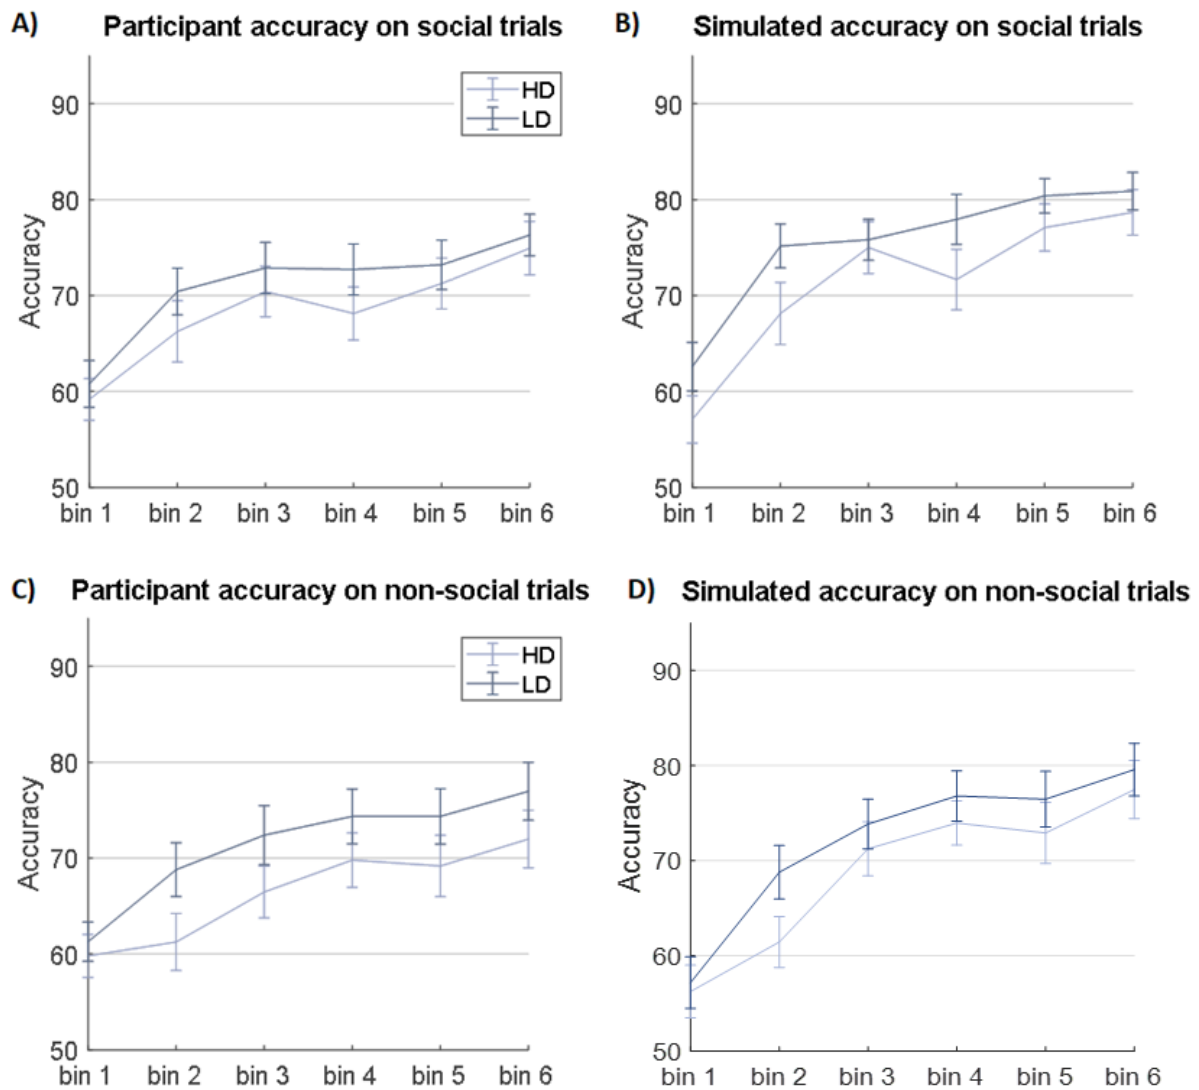 A) Participant accuracy on social trials
HD
LD
90
80
70
60
50
Accuracy
bin 1 bin 2 bin 3 bin 4 bin 5 bin 6
B) Simulated accuracy on social trials
90
80
70
60
50
Accuracy
bin 1 bin 2 bin 3 bin 4 bin 5 bin 6
C) Participant accuracy on non-social trials
HD
LD
90
80
70
60
50
Accuracy
bin 1 bin 2 bin 3 bin 4 bin 5 bin 6
D) Simulated accuracy on non-social trials
90
80
70
60
50
Accuracy
bin 1 bin 2 bin 3 bin 4 bin 5 bin 6